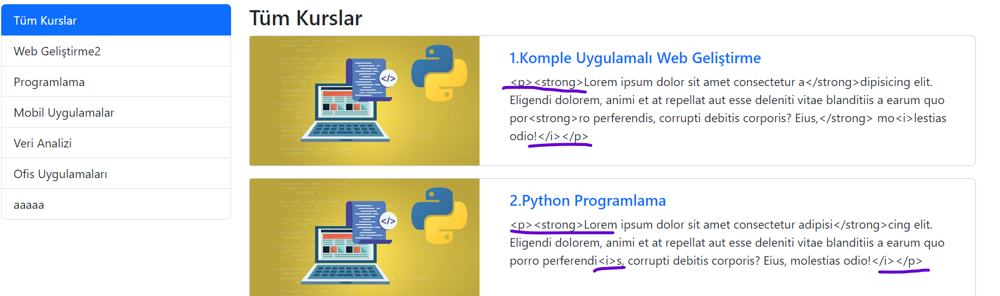 Tüm Kurslar
Web Geliştirme2
Programlama
Mobil Uygulamalar
Veri Analizi
Ofis Uygulamaları
aaaaa
Tüm Kurslar
</>
1.Komple Uygulamalı Web Geliştirme
<p><strong>Lorem ipsum dolor sit amet consectetur a</strong>dipisicing elit.
Eligendi dolorem, animi et at repellat aut esse deleniti vitae blanditiis a earum quo
por<strong>ro perferendis, corrupti debitis corporis? Eius,</strong> mo<i>lestias
odio!</i></p>
</>
2.Python Programlama
<p><strong>Lorem ipsum dolor sit amet consectetur adipisi</strong>cing elit.
Eligendi dolorem, animi et at repellat aut esse deleniti vitae blanditiis a earum quo
porro perferendi<i>s, corrupti debitis corporis? Eius, molestias odio!</i></p>